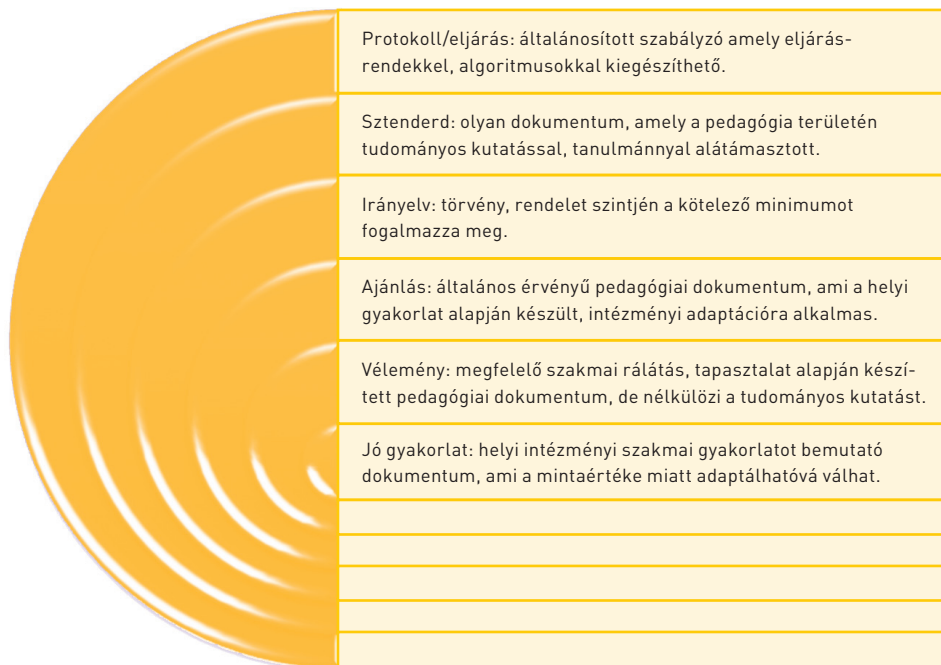 Protokoll/eljárás: általánosított szabályzó amely eljárás-
rendekkel, algoritmusokkal kiegészíthető.
Sztenderd: olyan dokumentum, amely a pedagógia területén
tudományos kutatással, tanulmánnyal alátámasztott.
Irányelv: törvény, rendelet szintjén a kötelező minimumot
fogalmazza meg.
Ajánlás: általános érvényű pedagógiai dokumentum, ami a helyi
gyakorlat alapján készült, intézményi adaptációra alkalmas.
Vélemény: megfelelő szakmai rálátás, tapasztalat alapján készí-
tett pedagógiai dokumentum, de nélkülözi a tudományos kutatást.
Jó gyakorlat: helyi intézményi szakmai gyakorlatot bemutató
dokumentum, ami a mintaértéke miatt adaptálhatóvá válhat.